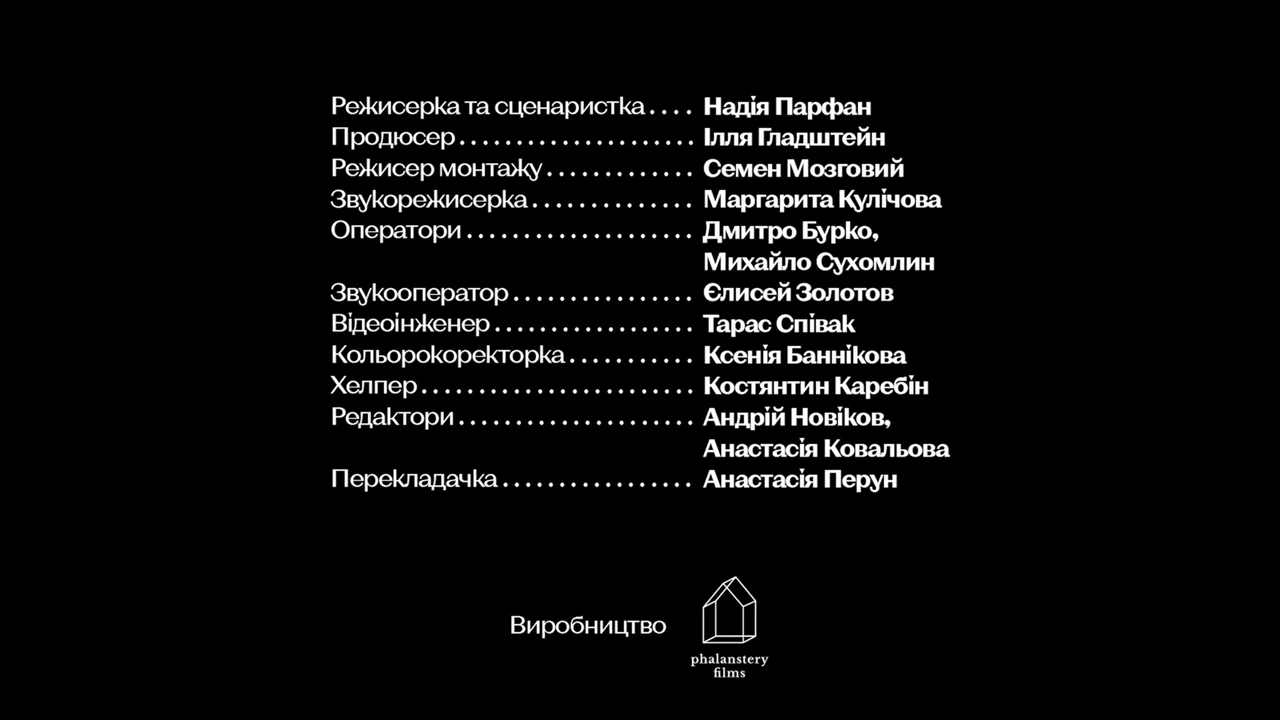 Режисерка та сценаристка.... Надія Парфан
Продюсер..................... Ілля Гладштейн
Режисер монтажу............. Семен Мозговий
Звукорежисерка.............. Маргарита Кулічова
Оператори.................... Дмитро Бурко,
Михайло Сухомлин
Звукооператор................ Єлисей Золотов
Відеоінженер.................. Тарас Співак
Кольорокоректорка........... Ксенія Баннікова
Хелпер........................ Костянтин Каребін
Редактори..................... Андрій Новіков,
Анастасія Ковальова
Перекладачка................. Анастасія Перун
Виробництво
phalanstery
films